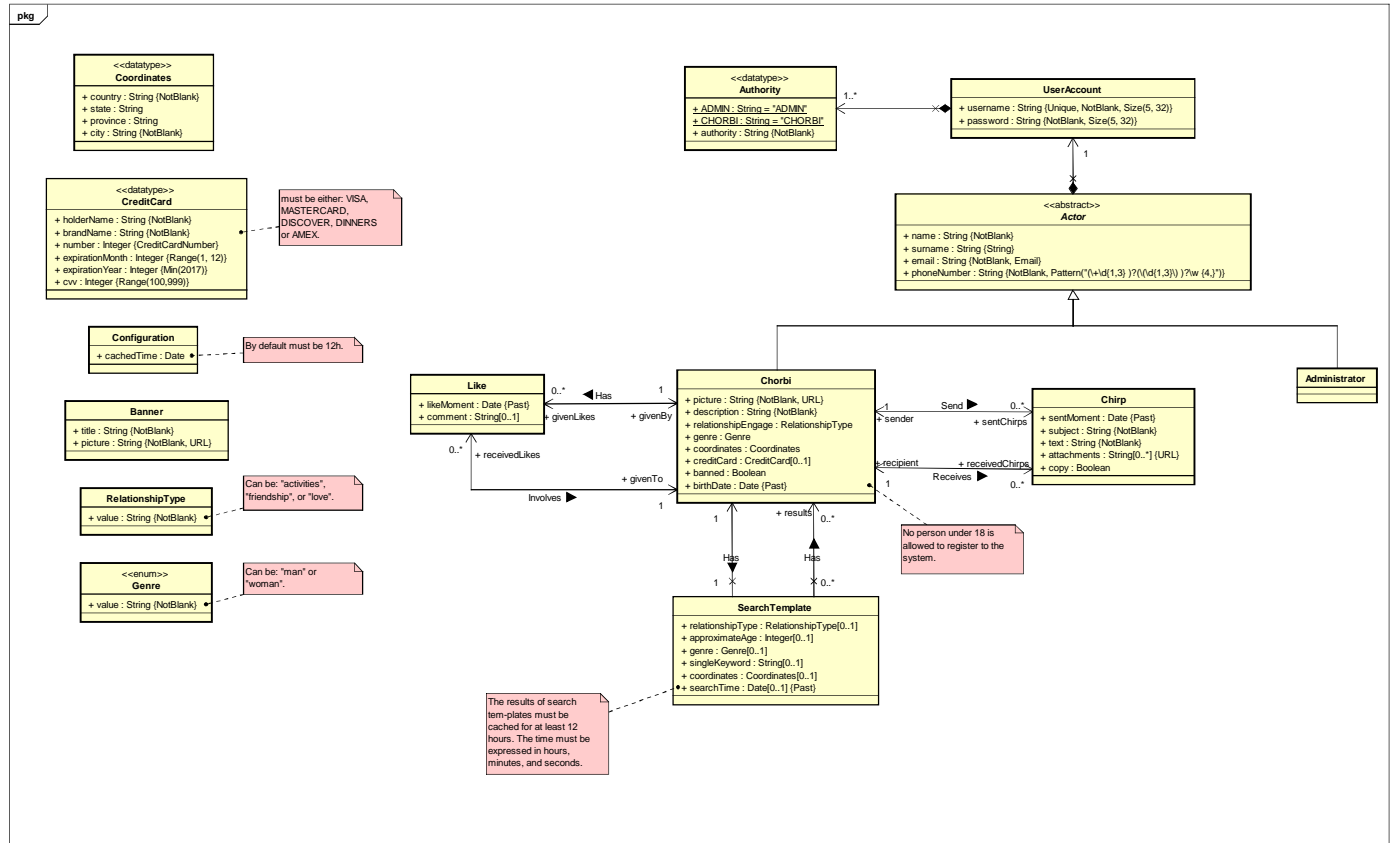 pkg
<<datatype>>
Coordinates
+ country : String {NotBlank}
+ state : String
+ province : String
+ city : String {NotBlank}
<<datatype>>
CreditCard
+ holderName : String {NotBlank}
+ brandName : String {NotBlank}
+ number : Integer {CreditCardNumber}
+ expirationMonth : Integer {Range(1, 12)}
+ expirationYear : Integer {Min(2017)}
+ cvv : Integer {Range(100,999)}
must be either: VISA,
MASTERCARD,
DISCOVER, DINNERS
or AMEX.
Configuration
+ cachedTime : Date
By default must be 12h.
Banner
+ title : String {NotBlank}
+ picture : String {NotBlank, URL}
RelationshipType
+ value : String {NotBlank}
Can be: "activities",
"friendship", or "love".
<<enum>>
Genre
+ value : String {NotBlank}
Can be: "man" or
"woman".
<<datatype>>
Authority
+ ADMIN : String = "ADMIN"
+ CHORBI : String = "CHORBI"
+ authority : String {NotBlank}
1..*
UserAccount
+ username : String {Unique, NotBlank, Size(5, 32)}
+ password : String {NotBlank, Size(5, 32)}
1
<<abstract>>
Actor
+ name : String {NotBlank}
+ surname : String {String}
+ email : String {NotBlank, Email}
+ phoneNumber : String {NotBlank, Pattern("(\+\d{1,3} )?(\(\d{1,3}\) )?\w {4,}")}
Administrator
Like
+ likeMoment : Date {Past}
+ comment : String[0..1]
0..*
Has
1
+ givenLikes
+ givenBy
0..*
+ receivedLikes
+ givenTo
Involves
1
Chorbi
+ picture : String {NotBlank, URL}
+ description : String {NotBlank}
+ relationshipEngage : RelationshipType
+ genre : Genre
+ coordinates : Coordinates
+ creditCard : CreditCard[0..1]
+ banned : Boolean
+ birthDate : Date {Past}
1
Send
0..*
+ sender
+ sentChirps
+ recipient
+ receivedChirps
1
Receives
0..*
Chirp
+ sentMoment : Date {Past}
+ subject : String {NotBlank}
+ text : String {NotBlank}
+ attachments : String[0..*] {URL}
+ copy : Boolean
No person under 18 is
allowed to register to the
system.
1
+ results
0..*
Has
Has
1
0..*
SearchTemplate
+ relationshipType : RelationshipType[0..1]
+ approximateAge : Integer[0..1]
+ genre : Genre[0..1]
+ singleKeyword : String[0..1]
+ coordinates : Coordinates[0..1]
+ searchTime : Date[0..1] {Past}
The results of search
tem-plates must be
cached for at least 12
hours. The time must be
expressed in hours,
minutes, and seconds.